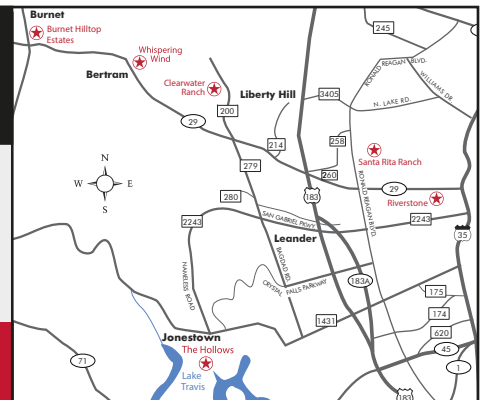 Burnet
Burnet Hilltop
Estates
245
Whispering
Wind
RONALD REAGAN BLVD.
Bertram
WILLIAMS DR.
Clearwater
Ranch
Liberty Hill
3405
N. LAKE RD.
200
29
258
214
Santa Rita Ranch
279
260
N
W
E
S
RONALD REAGAN BLVD.
29
280
183
Riverstone
2243
SAN GABRIEL PKWY
2243
35
Leander
BAGDAD RD.
NAMELESS ROAD
CRYSTAL FALLS PARKWAY
183A
175
1431
174
620
Jonestown
The Hollows
45
71
Lake
Travis
1
183